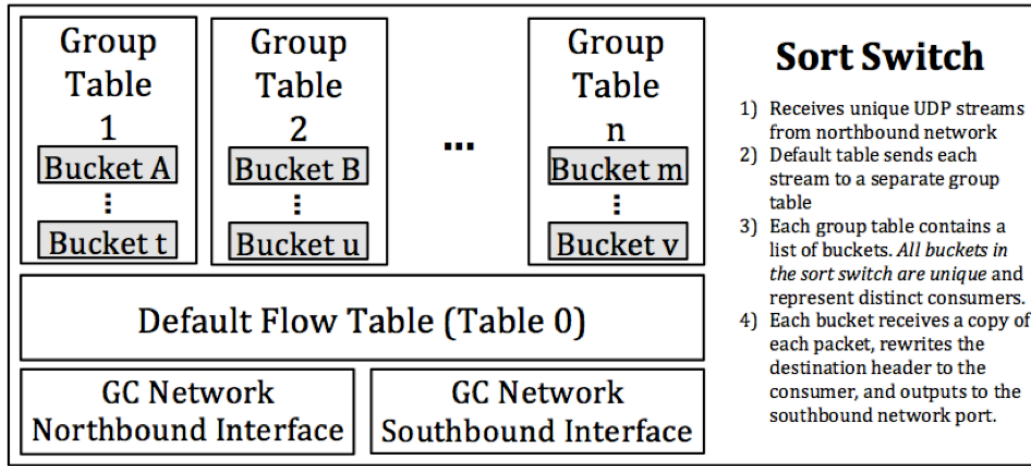 Group
Table
1
Bucket A
⋮
Bucket t
Group
Table
2
Bucket B
⋮
Bucket u
...
Group
Table
n
Bucket m
⋮
Bucket v
Default Flow Table (Table 0)
GC Network
Northbound Interface
GC Network
Southbound Interface
Sort Switch
1) Receives unique UDP streams
from northbound network
2) Default table sends each
stream to a separate group
table
3) Each group table contains a
list of buckets. All buckets in
the sort switch are unique and
represent distinct consumers.
4) Each bucket receives a copy of
each packet, rewrites the
destination header to the
consumer, and outputs to the
southbound network port.